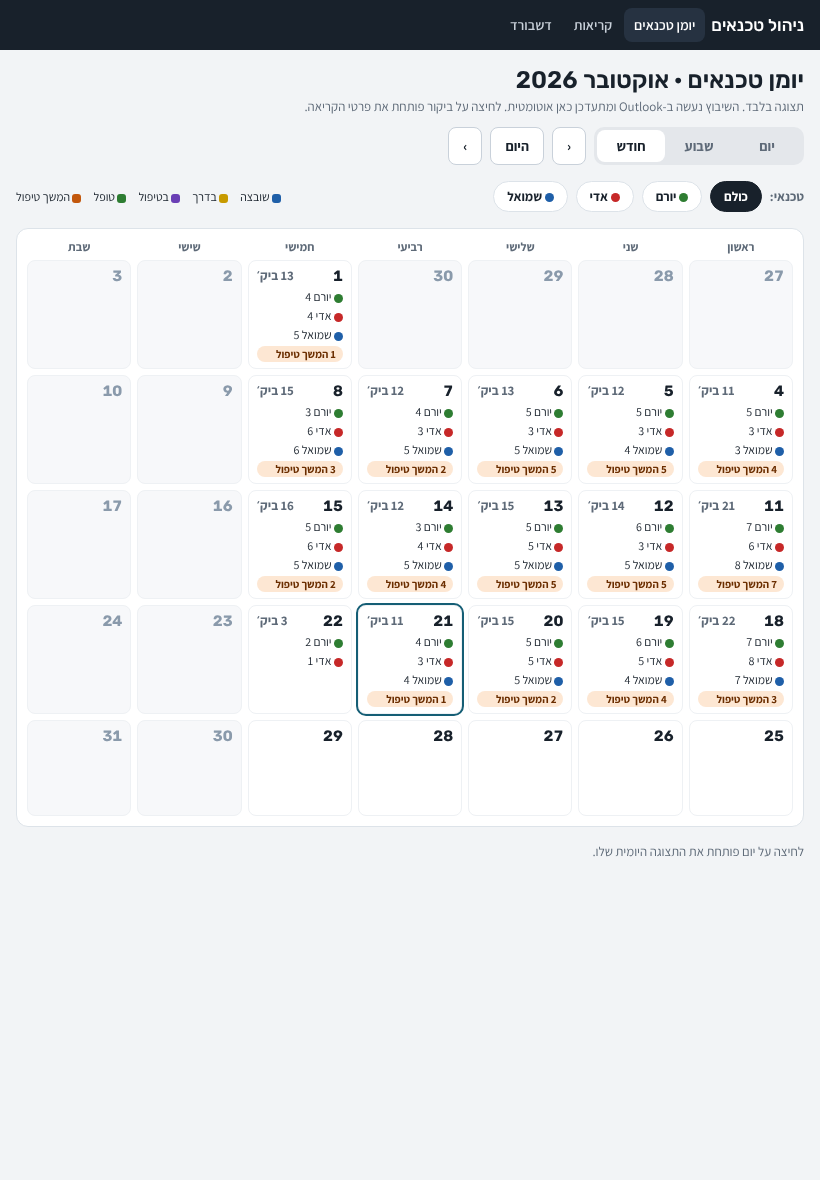 ניהול טכנאים יומן טכנאים קריאות דשבורד
יומן טכנאים • אוקטובר 2026
תצוגה בלבד. השיבוץ נעשה ב-Outlook ומתעדכן כאן אוטומטית. לחיצה על ביקור פותחת את פרטי הקריאה.
יום שבוע חודש ‹ היום ›
טכנאי: כולם יורם אדי שמואל שובצה בדרך בטיפול טופל המשך טיפול
ראשון שני שלישי רביעי חמישי שישי שבת
27 28 29 30 1 13 ביק׳ 2 3
יורם 4
אדי 4
שמואל 5
1 המשך טיפול
4 11 ביק׳ 5 12 ביק׳ 6 13 ביק׳ 7 12 ביק׳ 8 15 ביק׳ 9 10
יורם 5 יורם 5 יורם 5 יורם 4 יורם 3
אדי 3 אדי 3 אדי 3 אדי 3 אדי 6
שמואל 3 שמואל 4 שמואל 5 שמואל 5 שמואל 6
4 המשך טיפול 5 המשך טיפול 5 המשך טיפול 2 המשך טיפול 3 המשך טיפול
11 21 ביק׳ 12 14 ביק׳ 13 15 ביק׳ 14 12 ביק׳ 15 16 ביק׳ 16 17
יורם 7 יורם 6 יורם 5 יורם 3 יורם 5
אדי 6 אדי 3 אדי 5 אדי 4 אדי 6
שמואל 8 שמואל 5 שמואל 5 שמואל 5 שמואל 5
7 המשך טיפול 5 המשך טיפול 5 המשך טיפול 4 המשך טיפול 2 המשך טיפול
18 22 ביק׳ 19 15 ביק׳ 20 15 ביק׳ 21 11 ביק׳ 22 3 ביק׳ 23 24
יורם 7 יורם 6 יורם 5 יורם 4 יורם 2
אדי 8 אדי 5 אדי 5 אדי 3 אדי 1
שמואל 7 שמואל 4 שמואל 5 שמואל 4
3 המשך טיפול 4 המשך טיפול 2 המשך טיפול 1 המשך טיפול
25 26 27 28 29 30 31
לחיצה על יום פותחת את התצוגה היומית שלו.